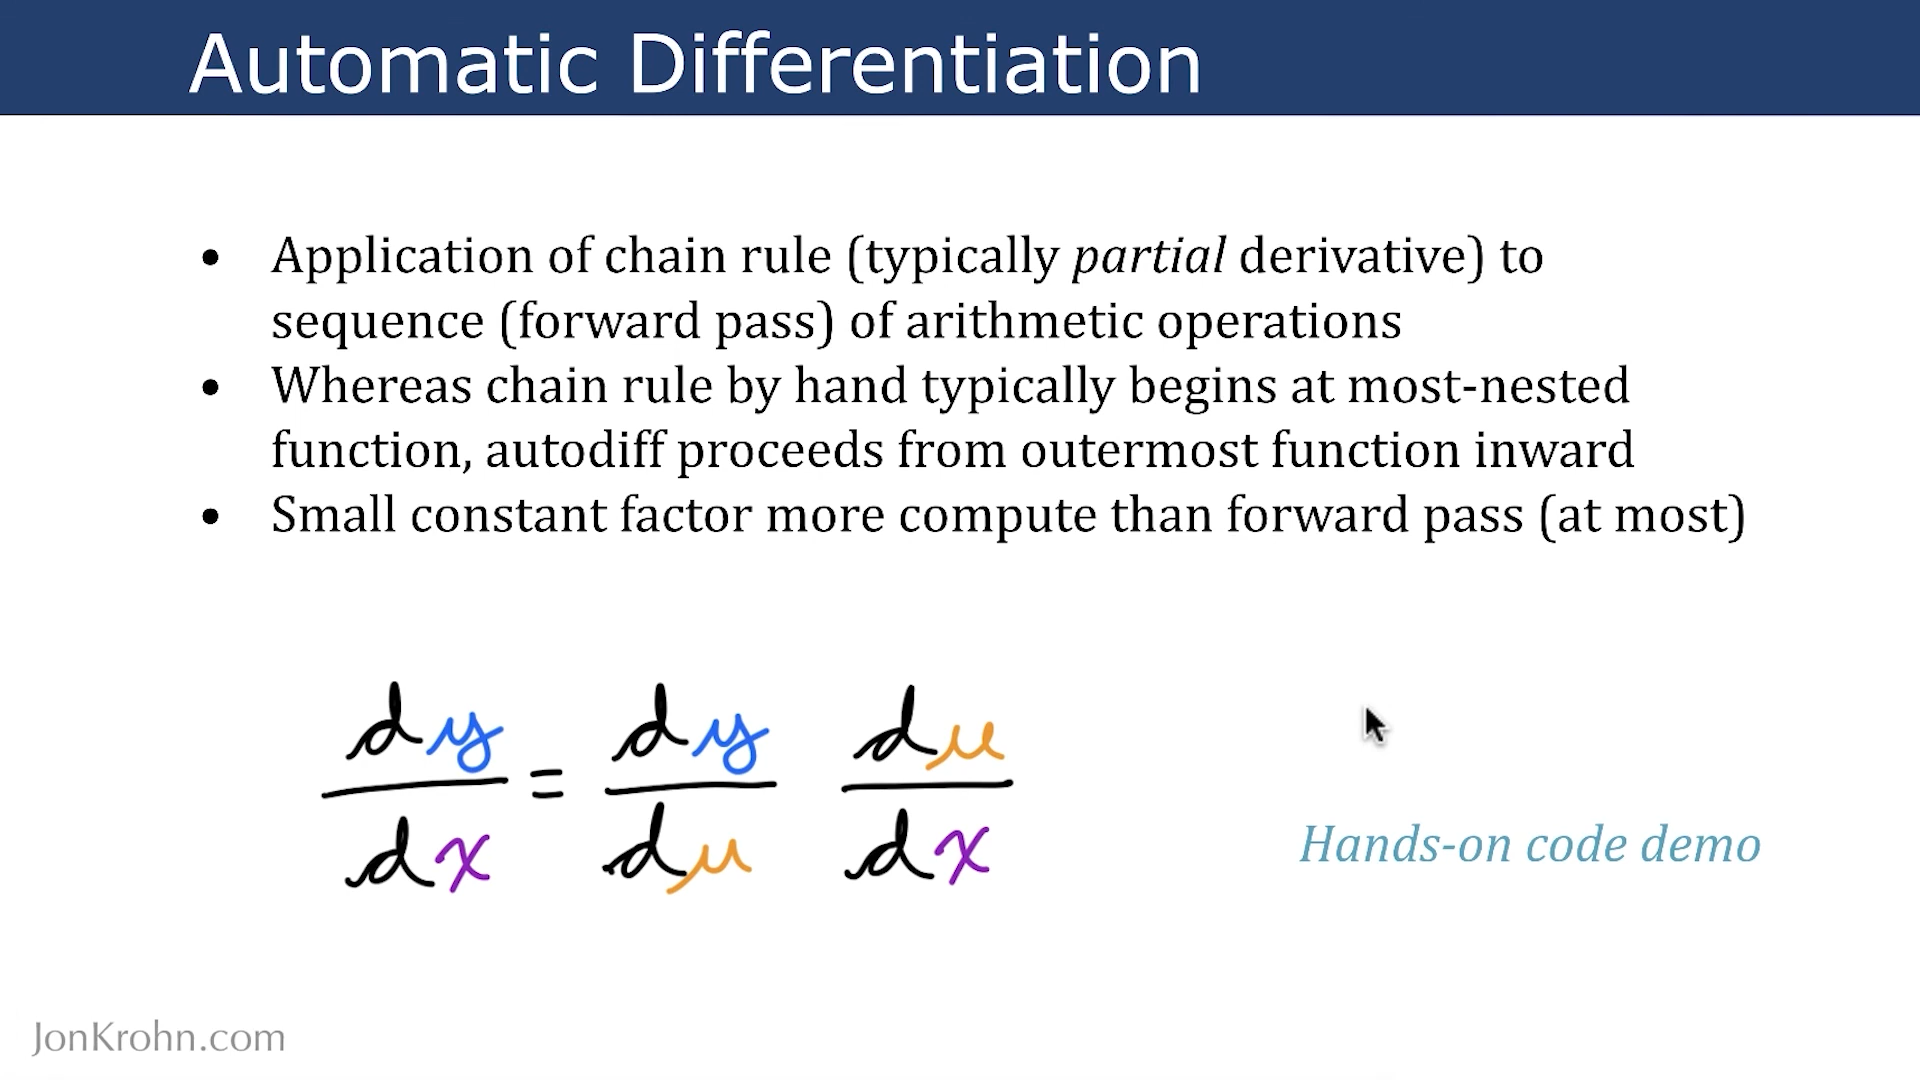 Automatic Differentiation
• Application of chain rule (typically partial derivative) to
sequence (forward pass) of arithmetic operations
• Whereas chain rule by hand typically begins at most-nested
function, autodiff proceeds from outermost function inward
• Small constant factor more compute than forward pass (at most)
dy/dx = dy/du du/dx
Hands-on code demo
JonKrohn.com